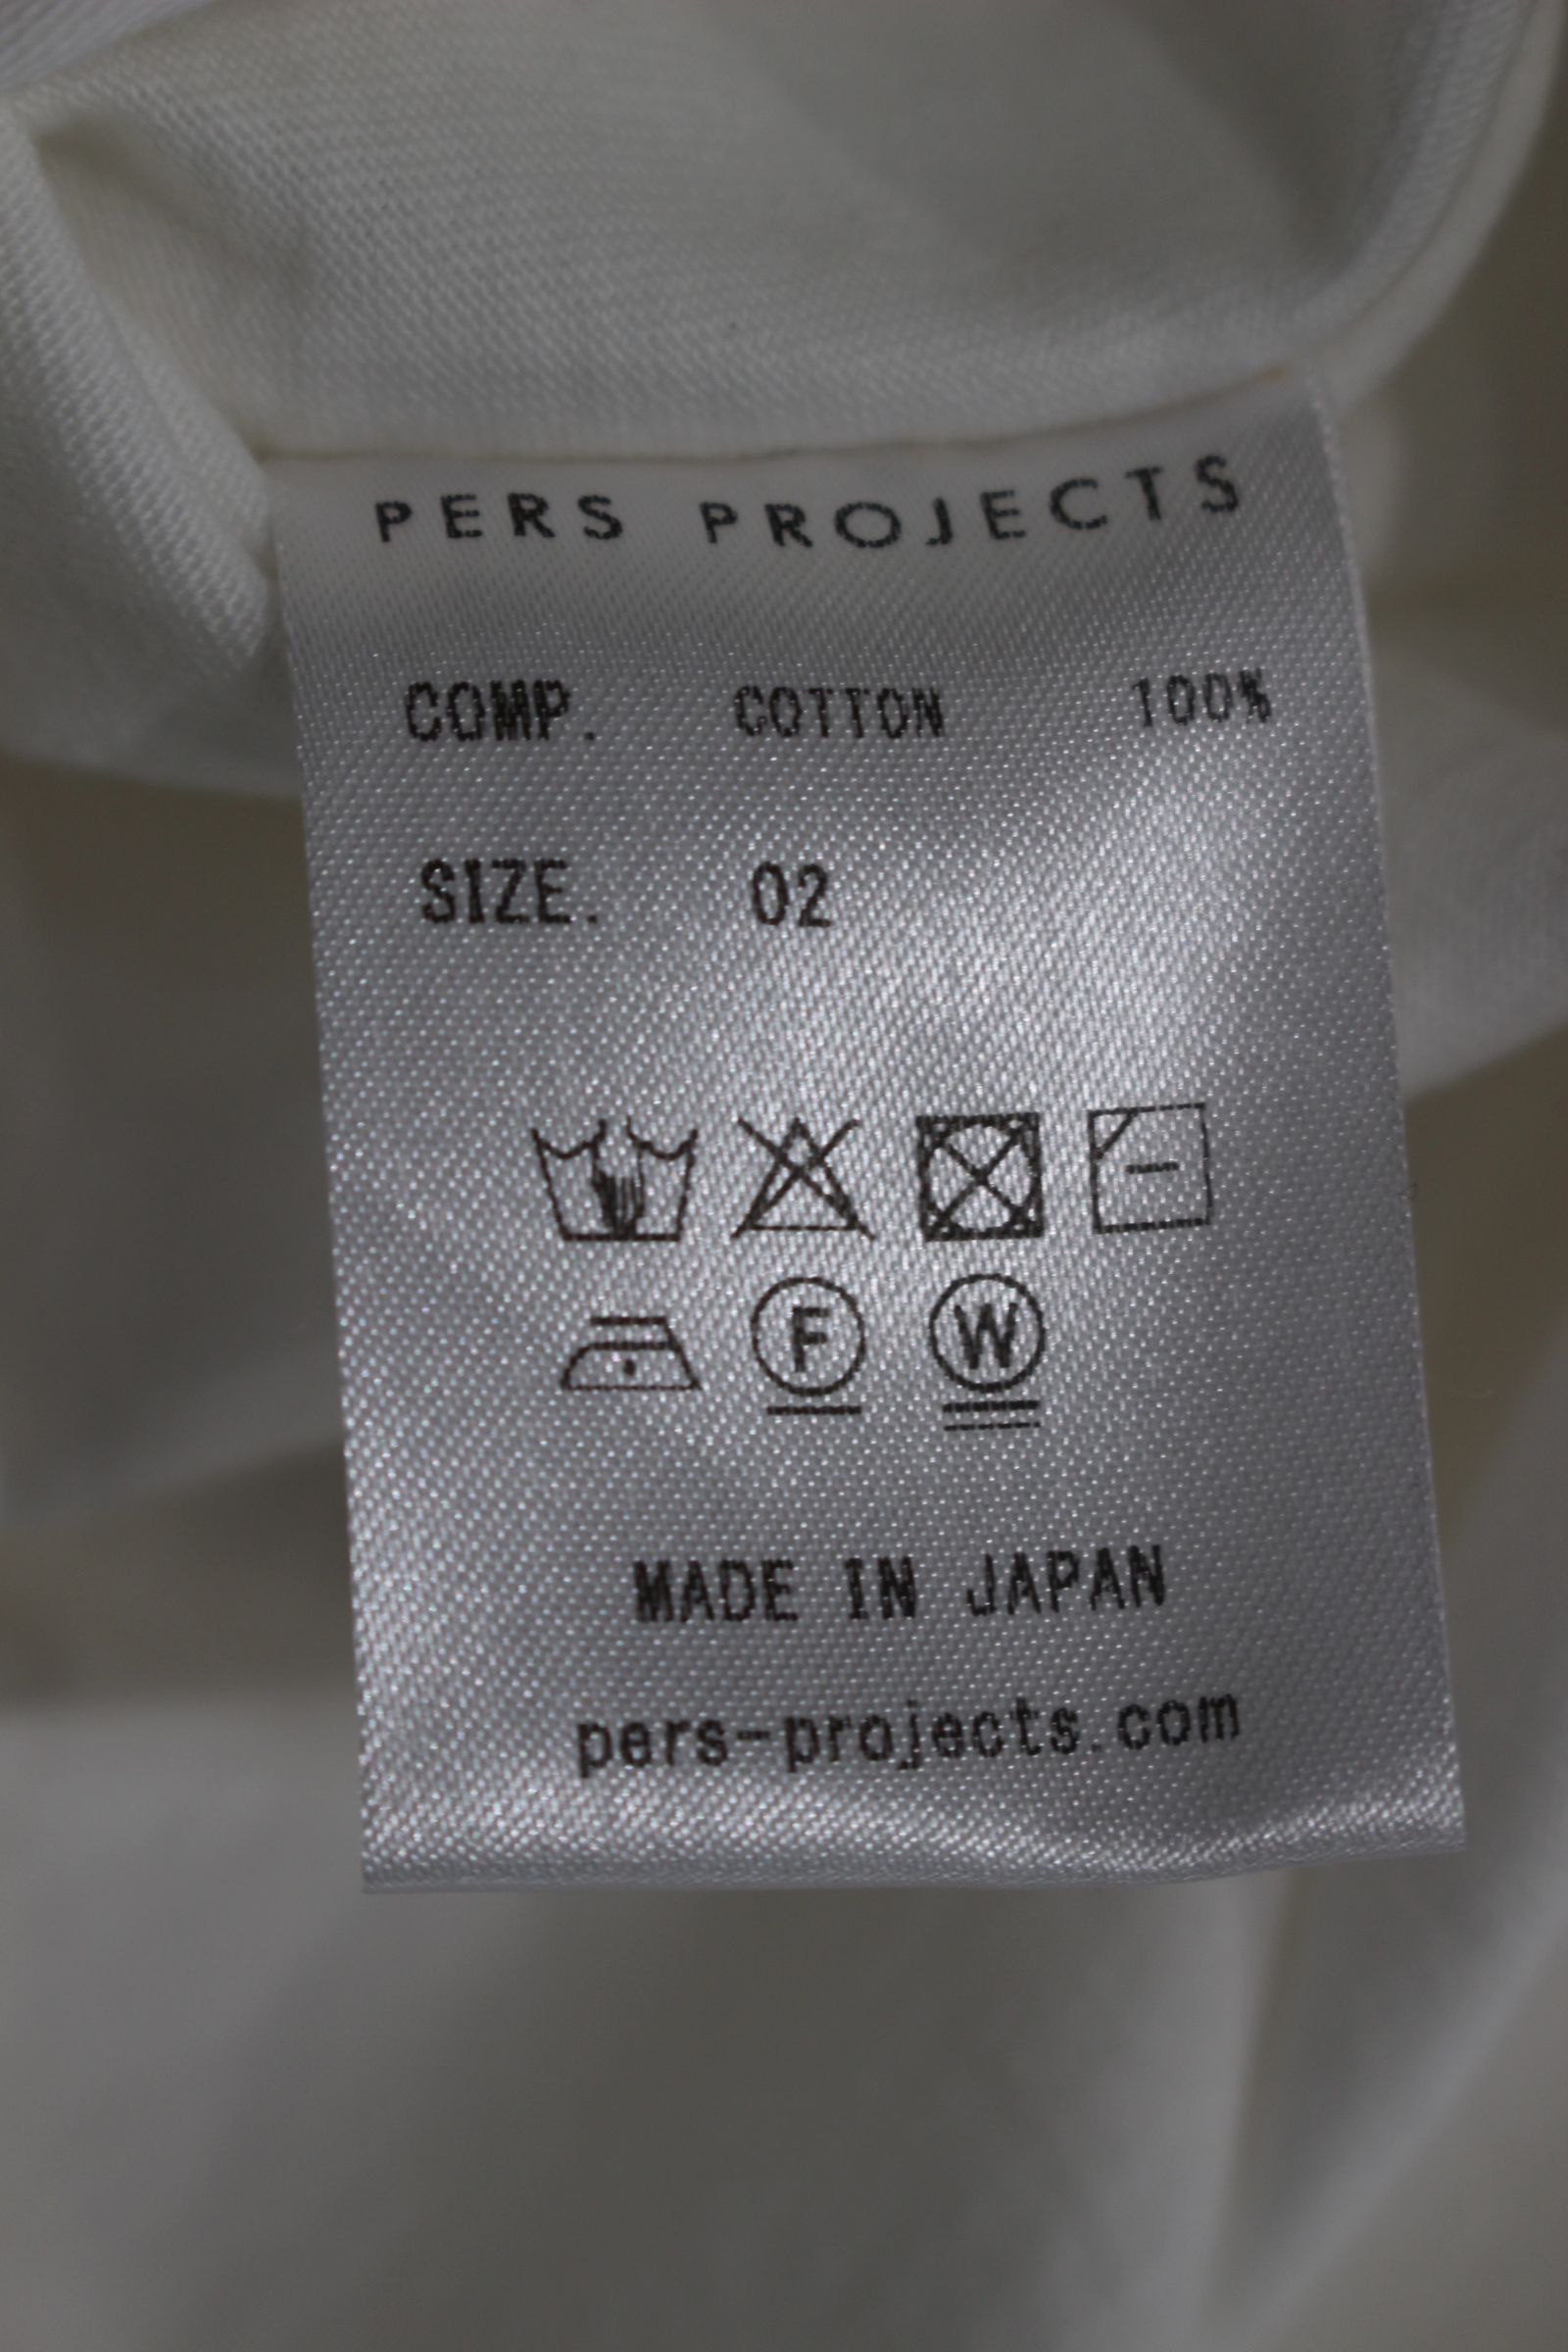 PERS PROJECTS
COMP. COTTON 100%
SIZE. 02
F W
MADE IN JAPAN
pers-projects.com